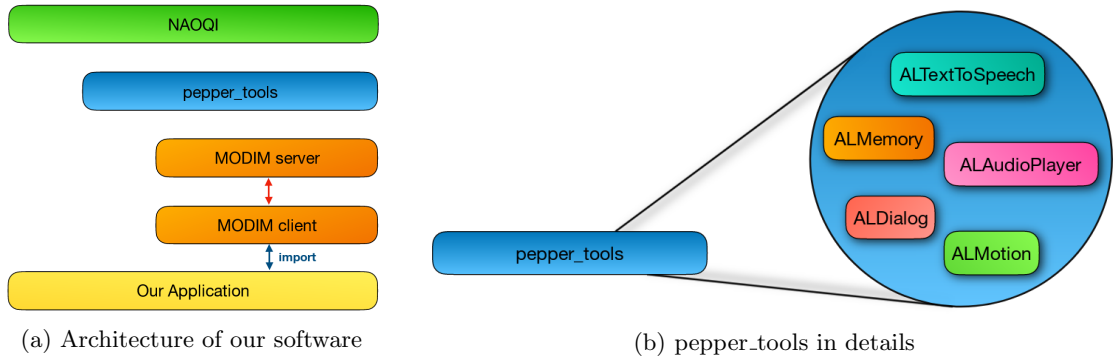 NAOQI
pepper_tools
MODIM server
MODIM client
import
Our Application
(a) Architecture of our software
pepper_tools
ALTextToSpeech
ALMemory
ALAudioPlayer
ALDialog
ALMotion
(b) pepper_tools in details